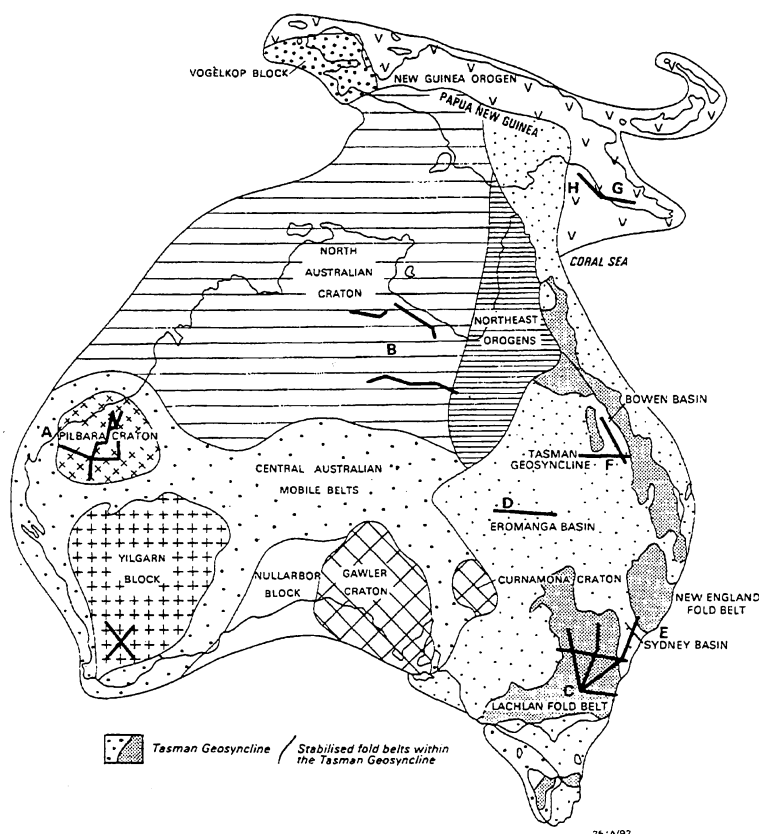 VOGELKOP BLOCK
NEW GUINEA OROGEN
PAPUA NEW GUINEA
H
G
CORAL SEA
NORTH
AUSTRALIAN
CRATON
NORTHEAST
OROGENS
B
BOWEN BASIN
A
PILBARA CRATON
TASMAN
GEOSYNCLINE
F
CENTRAL AUSTRALIAN
MOBILE BELTS
D
EROMANGA BASIN
YILGARN
BLOCK
NULLARBOR
BLOCK
GAWLER
CRATON
CURNAMONA CRATON
NEW ENGLAND
FOLD BELT
E
SYDNEY BASIN
C
LACHLAN FOLD BELT
Tasman Geosyncline
Stabilised fold belts within
the Tasman Geosyncline